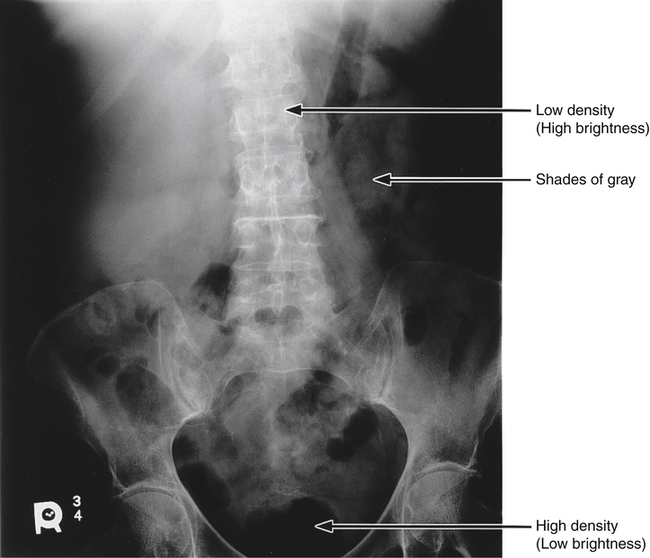 Low density
(High brightness)
Shades of gray
High density
(Low brightness)
R
3
4